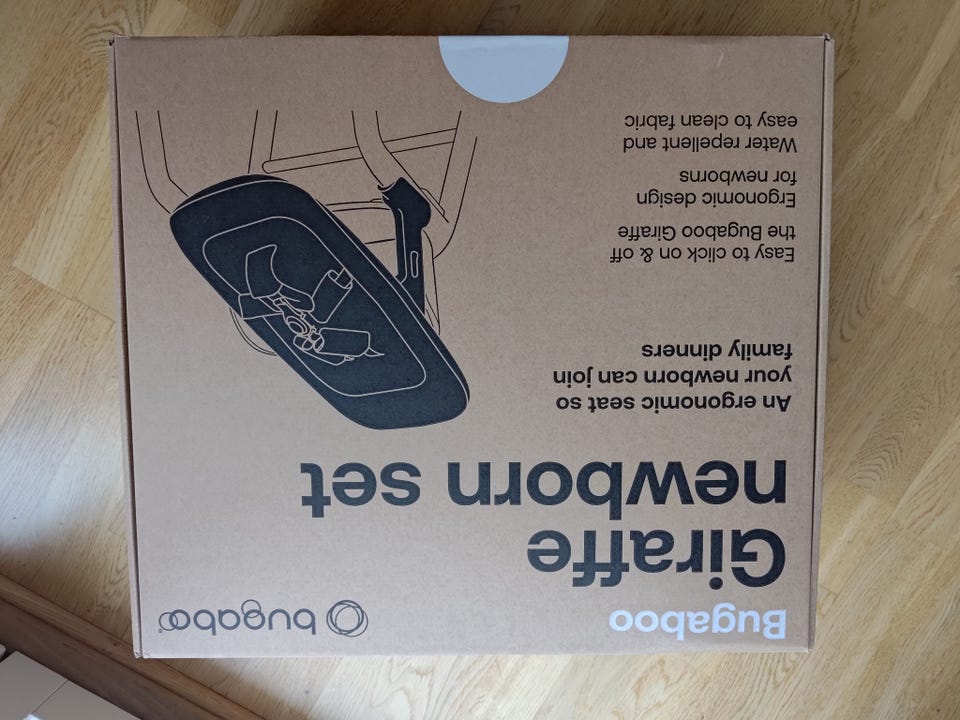 Bugaboo
bugaboo®
Giraffe
newborn set
An ergonomic seat so
your newborn can join
family dinners
Easy to click on & off
the Bugaboo Giraffe
Ergonomic design
for newborns
Water repellent and
easy to clean fabric